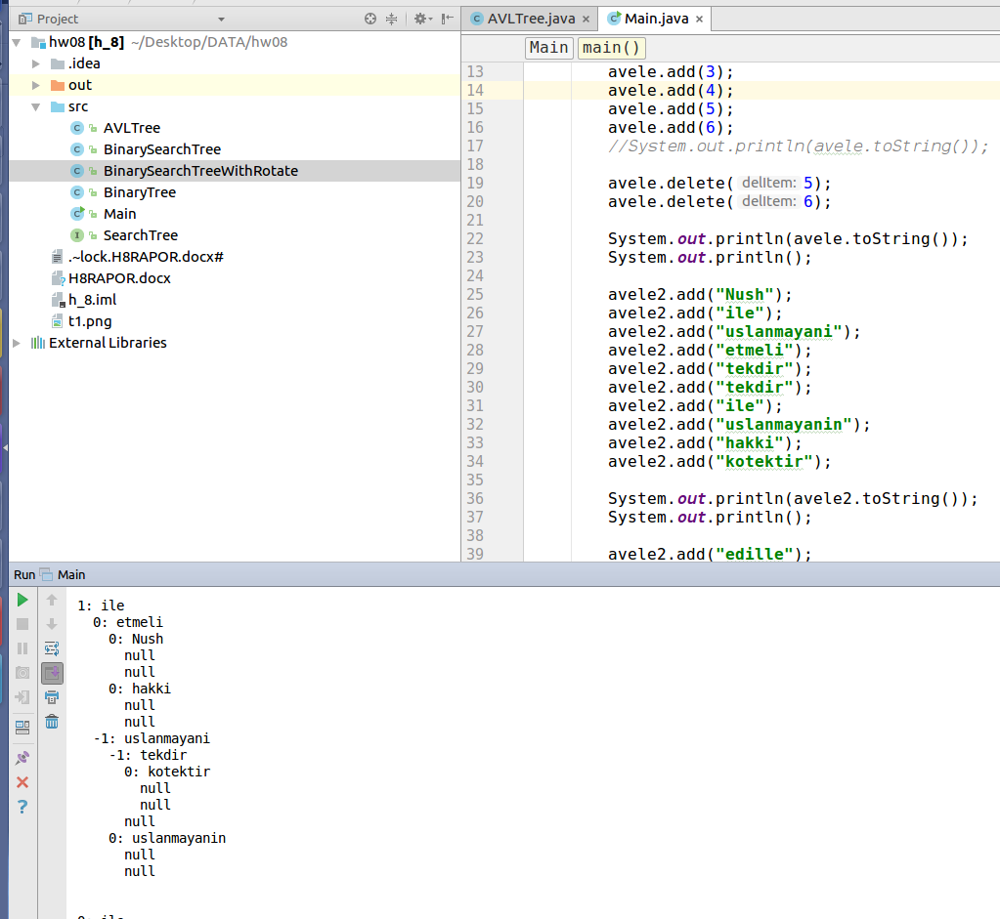 Project
hw08 [h_8] ~/Desktop/DATA/hw08
.idea
out
src
C AVLTree
C BinarySearchTree
C BinarySearchTreeWithRotate
C BinaryTree
C Main
I SearchTree
.~lock.H8RAPOR.docx#
H8RAPOR.docx
h_8.iml
t1.png
External Libraries
C AVLTree.java × C Main.java ×
Main main()
13 avele.add(3);
14 avele.add(4);
15 avele.add(5);
16 avele.add(6);
17 //System.out.println(avele.toString());
18
19 avele.delete( delItem: 5);
20 avele.delete( delItem: 6);
21
22 System.out.println(avele.toString());
23 System.out.println();
24
25 avele2.add("Nush");
26 avele2.add("ile");
27 avele2.add("uslanmayani");
28 avele2.add("etmeli");
29 avele2.add("tekdir");
30 avele2.add("tekdir");
31 avele2.add("ile");
32 avele2.add("uslanmayanin");
33 avele2.add("hakki");
34 avele2.add("kotektir");
35
36 System.out.println(avele2.toString());
37 System.out.println();
38
39 avele2.add("edille");
Run Main
1: ile
0: etmeli
0: Nush
null
null
0: hakki
null
null
-1: uslanmayani
-1: tekdir
0: kotektir
null
null
null
0: uslanmayanin
null
null